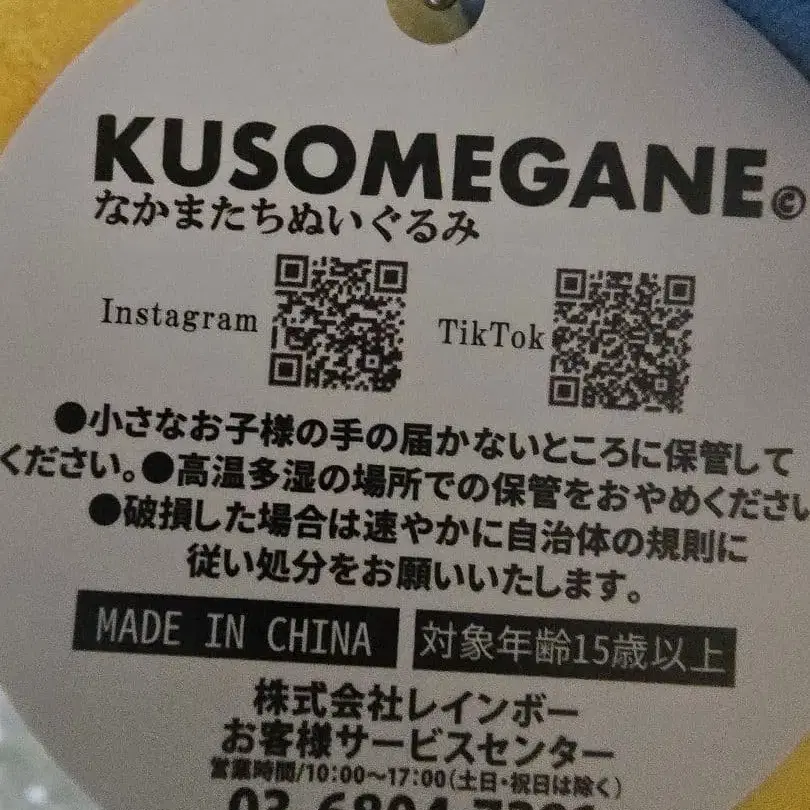 KUSOMEGANE©
なかまたちぬいぐるみ
Instagram
TikTok
●小さなお子様の手の届かないところに保管して
ください。●高温多湿の場所での保管をおやめください
●破損した場合は速やかに自治体の規則に
従い処分をお願いいたします。
MADE IN CHINA
対象年齢15歳以上
株式会社レインボー
お客様サービスセンター
営業時間/10:00～17:00(土日・祝日は除く)